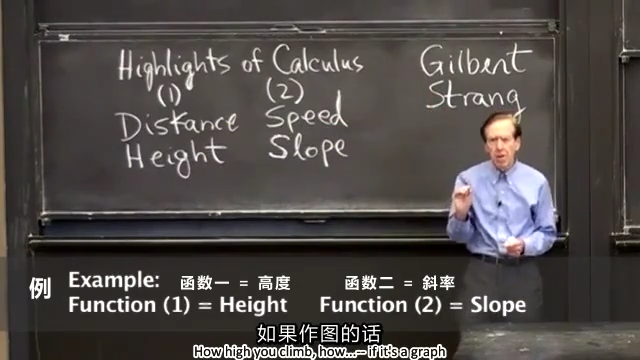 Highlights of Calculus
Gilbert
Strang
(1) (2)
Distance Speed
Height Slope
例
Example: 函数一 = 高度 函数二 = 斜率
Function (1) = Height Function (2) = Slope
如果作图的话
How high you climb, how...-- if it's a graph